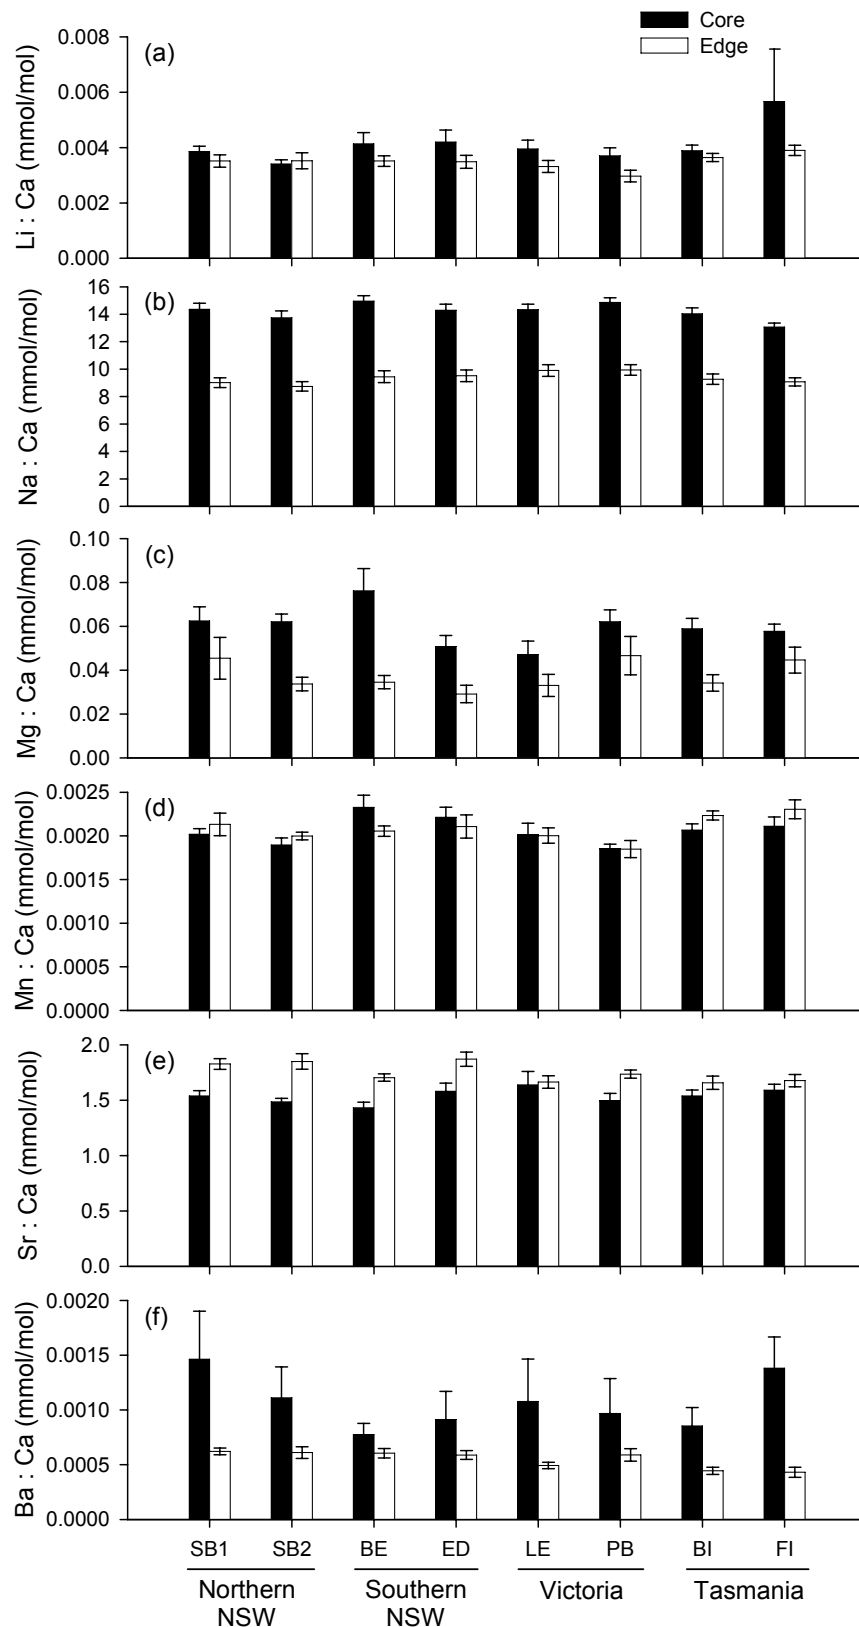 Core
Edge
(a)
Li : Ca (mmol/mol)
0.008
0.006
0.004
0.002
0.000
(b)
Na : Ca (mmol/mol)
16
14
12
10
8
6
4
2
0
(c)
Mg : Ca (mmol/mol)
0.10
0.08
0.06
0.04
0.02
0.00
(d)
Mn : Ca (mmol/mol)
0.0025
0.0020
0.0015
0.0010
0.0005
0.0000
(e)
Sr : Ca (mmol/mol)
2.0
1.5
1.0
0.5
0.0
(f)
Ba : Ca (mmol/mol)
0.0020
0.0015
0.0010
0.0005
0.0000
SB1 SB2 BE ED LE PB BI FI
Northern Southern Victoria Tasmania
NSW NSW